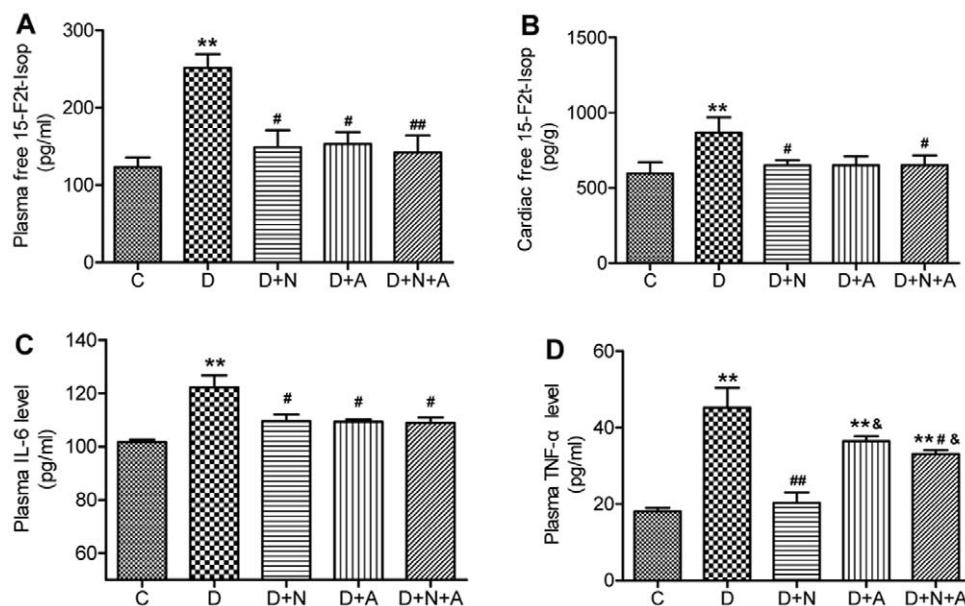 A
Plasma free 15-F2t-Isop
(pg/ml)
300
200
100
0
**
#
#
##
C D D+N D+A D+N+A
B
Cardiac free 15-F2t-Isop
(pg/g)
1500
1000
500
0
**
#
#
C D D+N D+A D+N+A
C
Plasma IL-6 level
(pg/ml)
140
120
100
80
60
**
#
#
#
C D D+N D+A D+N+A
D
Plasma TNF-α level
(pg/ml)
60
40
20
0
**
##
**&
**# &
C D D+N D+A D+N+A